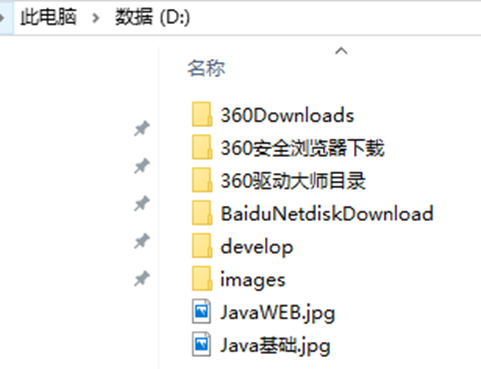 此电脑 > 数据 (D:)
名称
360Downloads
360安全浏览器下载
360驱动大师目录
BaiduNetdiskDownload
develop
images
JavaWEB.jpg
Java基础.jpg